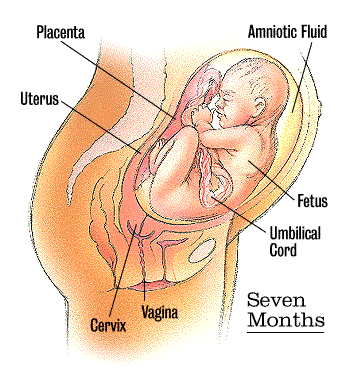 Placenta
Amniotic Fluid
Uterus
Fetus
Umbilical
Cord
Vagina
Cervix
Seven
Months